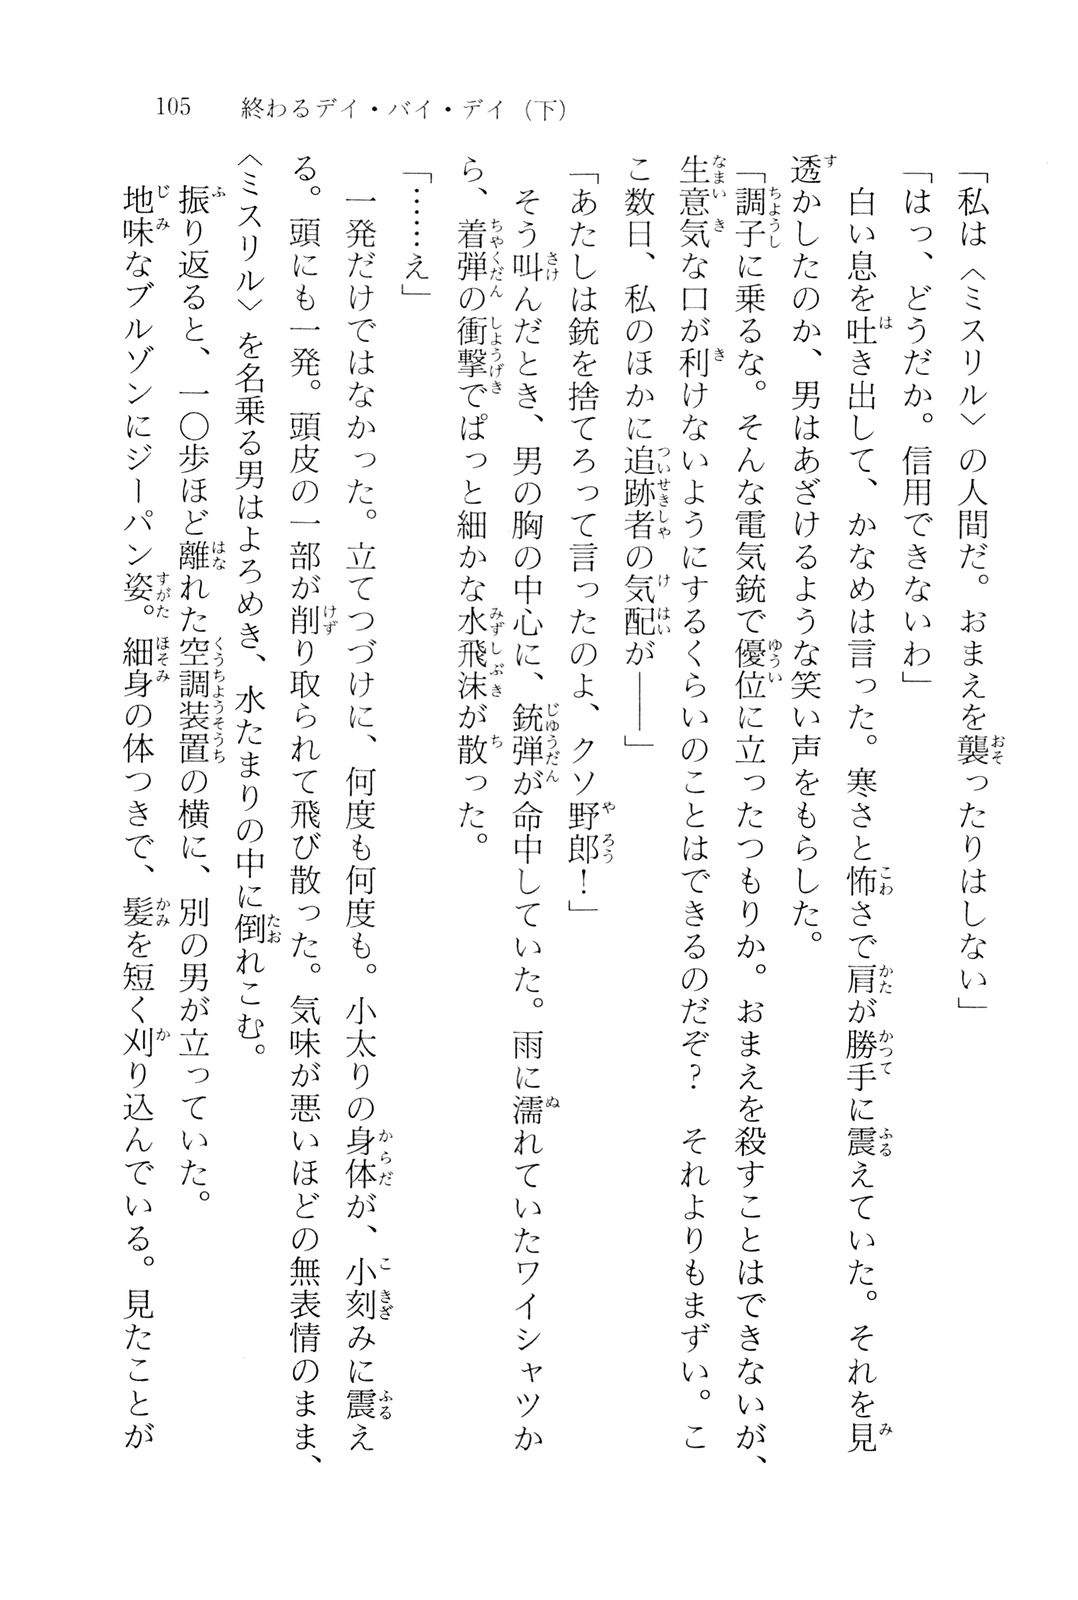 105　終わるデイ・バイ・デイ（下）
「私は〈ミスリル〉の人間だ。おまえを襲ったりはしない」
「はっ、どうだか。信用できないわ」
　白い息を吐き出して、かなめは言った。寒さと怖さで肩が勝手に震えていた。それを見
透かしたのか、男はあざけるような笑い声をもらした。
「調子に乗るな。そんな電気銃で優位に立ったつもりか。おまえを殺すことはできないが、
生意気な口が利けないようにするくらいのことはできるのだぞ？　それよりもまずい。こ
こ数日、私のほかに追跡者の気配が――」
「あたしは銃を捨てろって言ったのよ、クソ野郎！」
　そう叫んだとき、男の胸の中心に、銃弾が命中していた。雨に濡れていたワイシャツか
ら、着弾の衝撃でぱっと細かな水飛沫が散った。
「……え」
　一発だけではなかった。立てつづけに、何度も何度も。小太りの身体が、小刻みに震え
る。頭にも一発。頭皮の一部が削り取られて飛び散った。気味が悪いほどの無表情のまま、
〈ミスリル〉を名乗る男はよろめき、水たまりの中に倒れこむ。
　振り返ると、一〇歩ほど離れた空調装置の横に、別の男が立っていた。
　地味なブルゾンにジーパン姿。細身の体つきで、髪を短く刈り込んでいる。見たことが